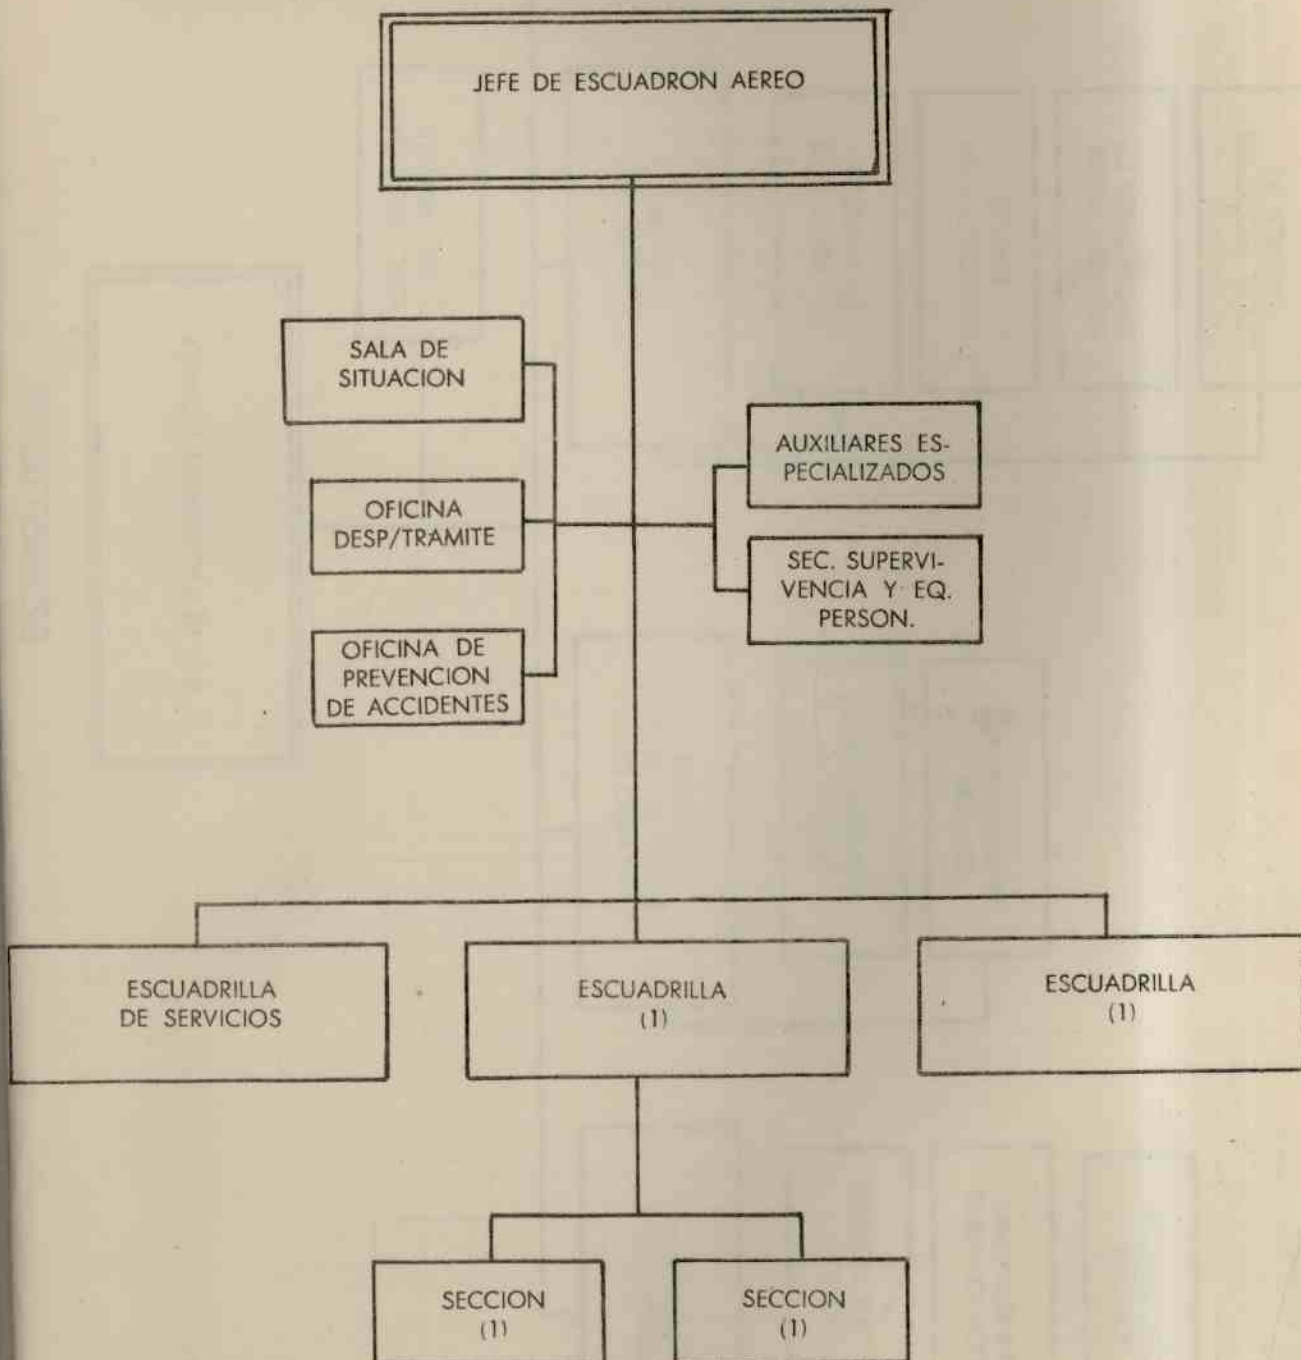 JEFE DE ESCUADRON AEREO
SALA DE
SITUACION
OFICINA
DESP/TRAMITE
OFICINA DE
PREVENCION
DE ACCIDENTES
AUXILIARES ES-
PECIALIZADOS
SEC. SUPERVI-
VENCIA Y EQ.
PERSON.
ESCUADRILLA
DE SERVICIOS
ESCUADRILLA
(1)
ESCUADRILLA
(1)
SECCION
(1)
SECCION
(1)